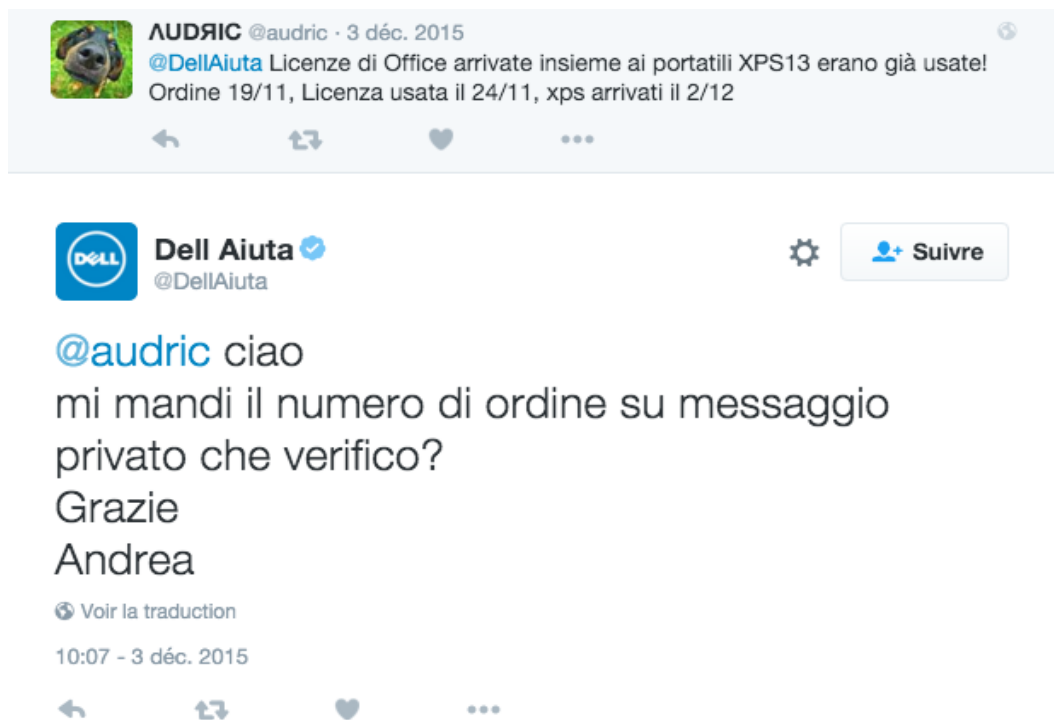 ΛUDЯIC @audric · 3 déc. 2015
@DellAiuta Licenze di Office arrivate insieme ai portatili XPS13 erano già usate!
Ordine 19/11, Licenza usata il 24/11, xps arrivati il 2/12
DELL
Dell Aiuta
@DellAiuta
Suivre
@audric ciao
mi mandi il numero di ordine su messaggio
privato che verifico?
Grazie
Andrea
Voir la traduction
10:07 - 3 déc. 2015